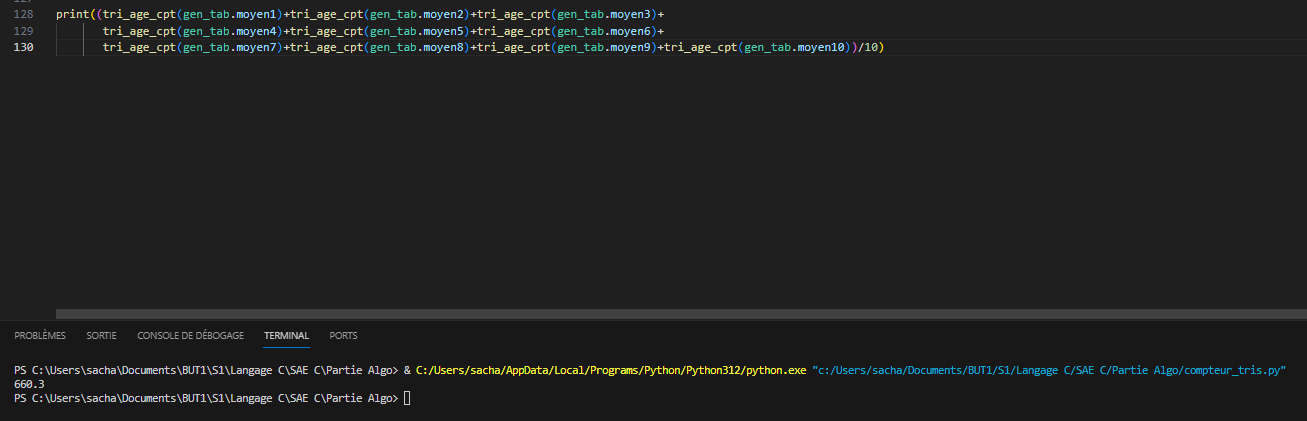 128 print((tri_age_cpt(gen_tab.moyen1)+tri_age_cpt(gen_tab.moyen2)+tri_age_cpt(gen_tab.moyen3)+
129 tri_age_cpt(gen_tab.moyen4)+tri_age_cpt(gen_tab.moyen5)+tri_age_cpt(gen_tab.moyen6)+
130 tri_age_cpt(gen_tab.moyen7)+tri_age_cpt(gen_tab.moyen8)+tri_age_cpt(gen_tab.moyen9)+tri_age_cpt(gen_tab.moyen10))/10)
PROBLÈMES SORTIE CONSOLE DE DÉBOGAGE TERMINAL PORTS
PS C:\Users\sacha\Documents\BUT1\S1\Langage C\SAE C\Partie Algo> & C:/Users/sacha/AppData/Local/Programs/Python/Python312/python.exe "c:/Users/sacha/Documents/BUT1/S1/Langage C/SAE C/Partie Algo/compteur_tris.py"
660.3
PS C:\Users\sacha\Documents\BUT1\S1\Langage C\SAE C\Partie Algo>